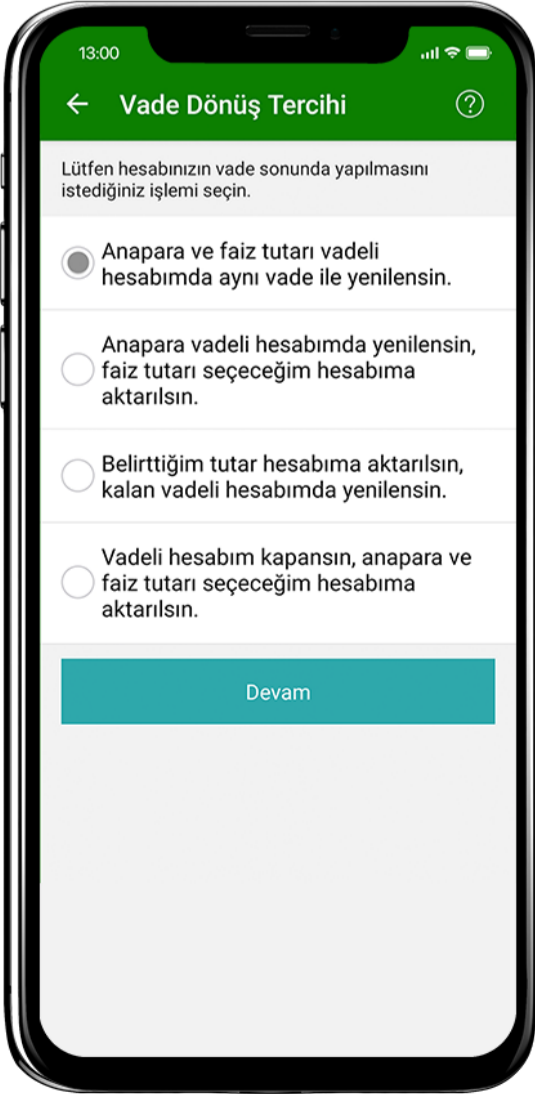 13:00
Vade Dönüş Tercihi
Lütfen hesabınızın vade sonunda yapılmasını
istediğiniz işlemi seçin.
Anapara ve faiz tutarı vadeli
hesabımda aynı vade ile yenilensin.
Anapara vadeli hesabımda yenilensin,
faiz tutarı seçeceğim hesabıma
aktarılsın.
Belirttiğim tutar hesabıma aktarılsın,
kalan vadeli hesabımda yenilensin.
Vadeli hesabım kapansın, anapara ve
faiz tutarı seçeceğim hesabıma
aktarılsın.
Devam